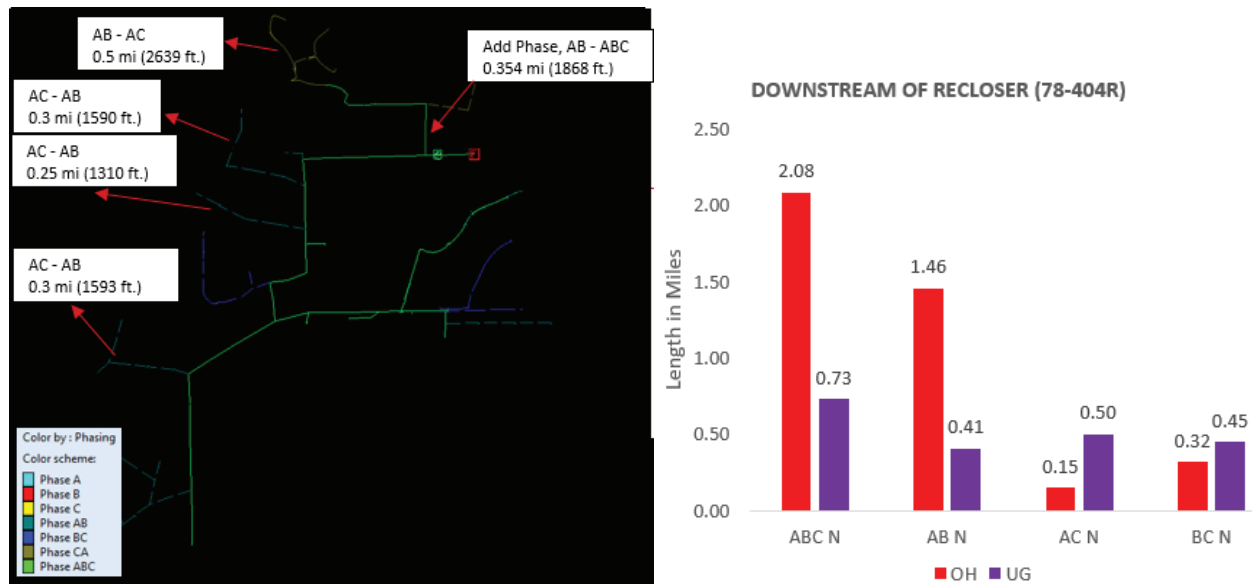 AB - AC
0.5 mi (2639 ft.)
Add Phase, AB - ABC
0.354 mi (1868 ft.)
AC - AB
0.3 mi (1590 ft.)
AC - AB
0.25 mi (1310 ft.)
AC - AB
0.3 mi (1593 ft.)
Color by : Phasing
Color scheme:
Phase A
Phase B
Phase C
Phase AB
Phase BC
Phase CA
Phase ABC
DOWNSTREAM OF RECLOSER (78-404R)
Length in Miles
2.50
2.00
1.50
1.00
0.50
0.00
2.08
0.73
1.46
0.41
0.15
0.50
0.32
0.45
ABC N
AB N
AC N
BC N
OH
UG